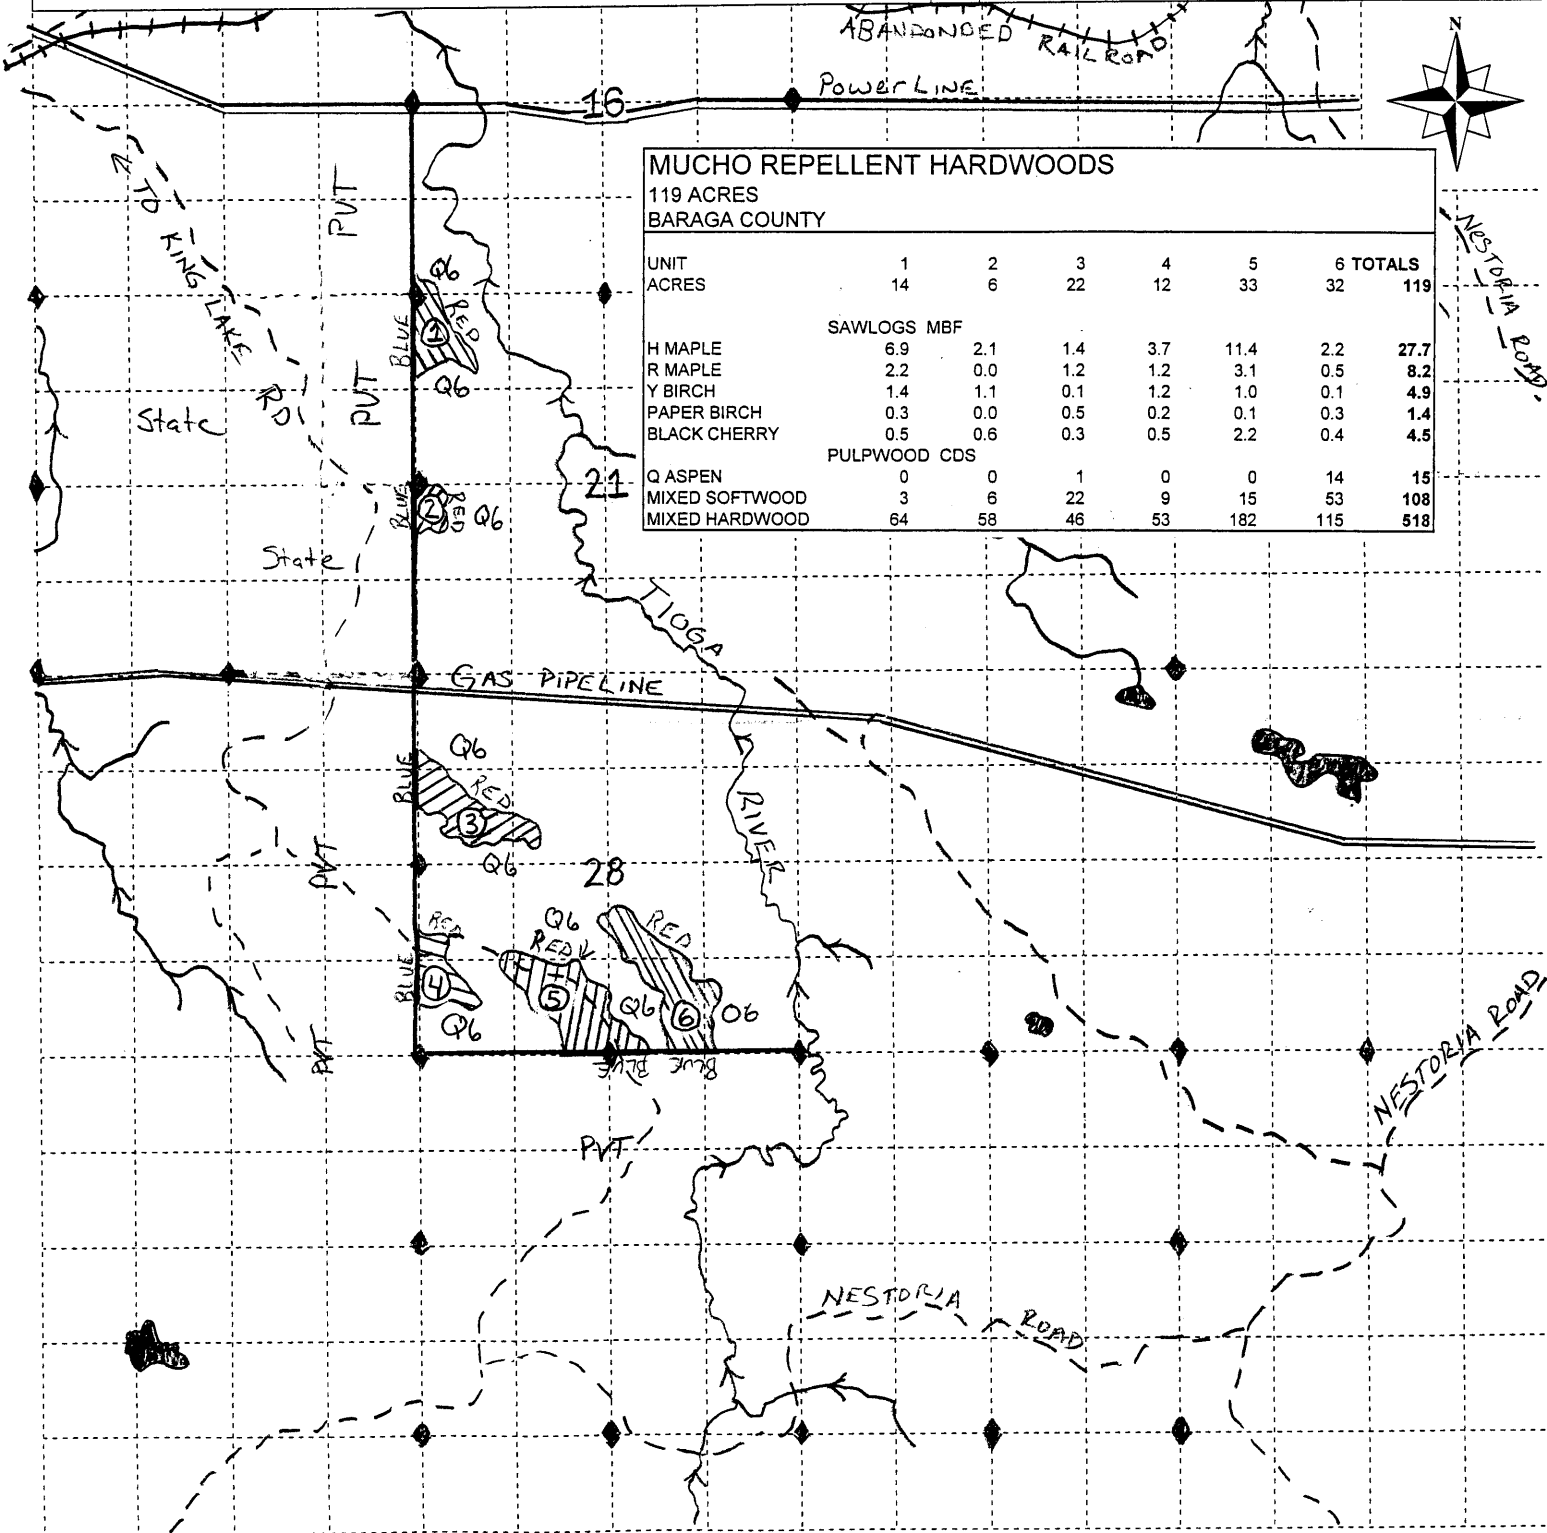 ABANDONDED RAILROAD
N
16
PowerLINE
MUCHO REPELLENT HARDWOODS
119 ACRES
BARAGA COUNTY
UNIT 1 2 3 4 5 6 TOTALS
ACRES 14 6 22 12 33 32 119
SAWLOGS MBF
H MAPLE 6.9 2.1 1.4 3.7 11.4 2.2 27.7
R MAPLE 2.2 0.0 1.2 1.2 3.1 0.5 8.2
Y BIRCH 1.4 1.1 0.1 1.2 1.0 0.1 4.9
PAPER BIRCH 0.3 0.0 0.5 0.2 0.1 0.3 1.4
BLACK CHERRY 0.5 0.6 0.3 0.5 2.2 0.4 4.5
PULPWOOD CDS
Q ASPEN 0 0 1 0 0 14 15
MIXED SOFTWOOD 3 6 22 9 15 53 108
MIXED HARDWOOD 64 58 46 53 182 115 518
TO KING LAKE RD
PVT
NESTORIA ROAD.
Q6
RED
BLUE
1
Q6
PVT
State
21
BLUE
2
RED
Q6
State
TIOGA
GAS PIPELINE
Q6
BLUE
RED
3
Q6
RIVER
PVT
28
RED
BLUE
4
Q6
Q6
RED
5
Q6
RED
6
06
BLUE
BLUE
PVT
NESTORIA ROAD
PVT
NESTORIA ROAD